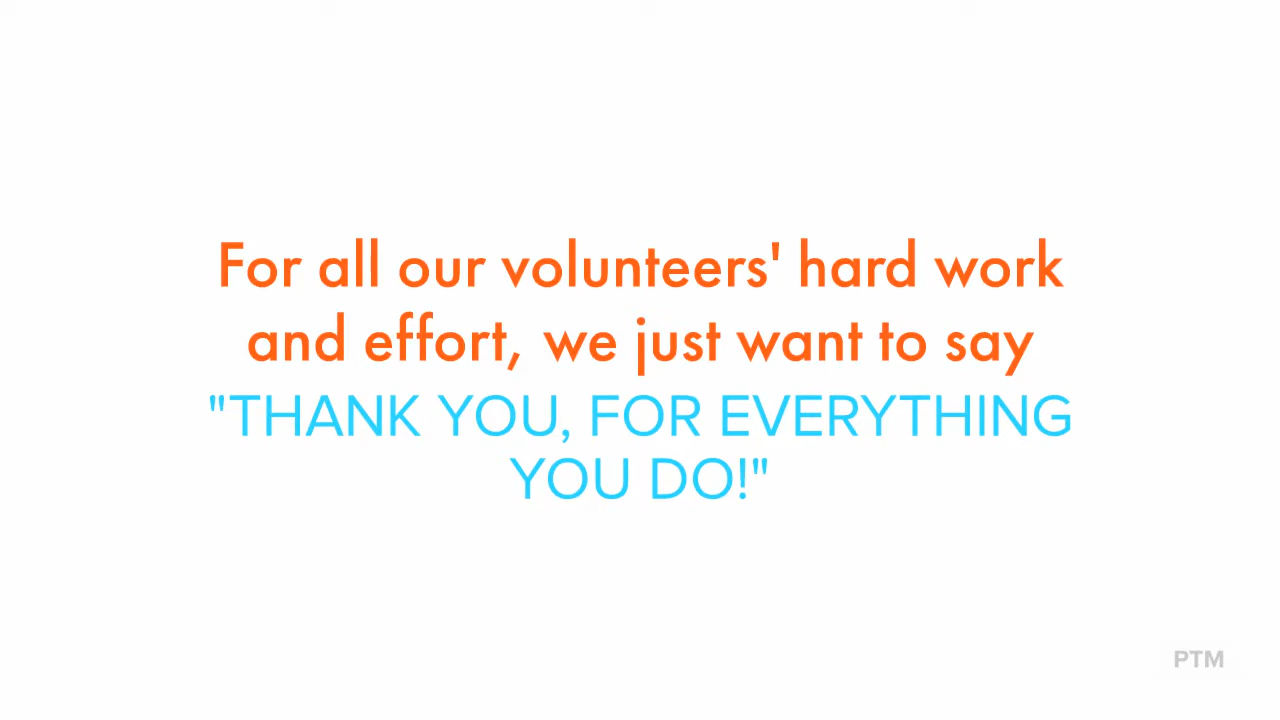 For all our volunteers' hard work
and effort, we just want to say
"THANK YOU, FOR EVERYTHING
YOU DO!"
PTM